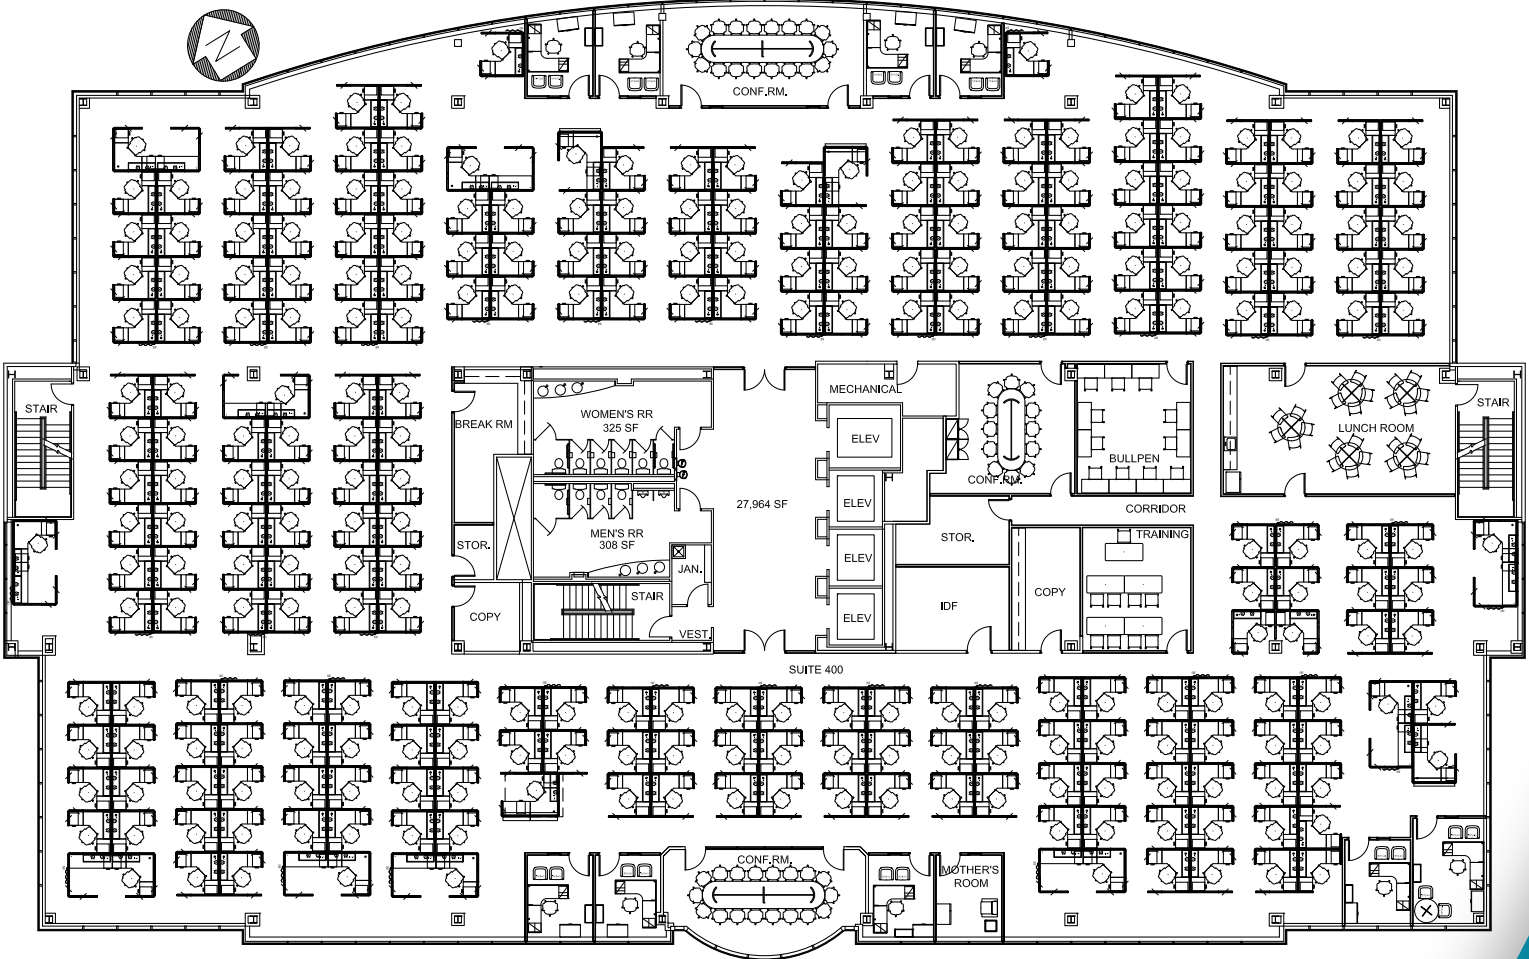 N
CONF.RM.
MECHANICAL
STAIR
BREAK RM
WOMEN'S RR
325 SF
ELEV
CONF.RM.
BULLPEN
LUNCH ROOM
STAIR
ELEV
27,964 SF
CORRIDOR
STOR.
MEN'S RR
308 SF
JAN.
ELEV
STOR.
TRAINING
STAIR
COPY
VEST.
ELEV
IDF
COPY
SUITE 400
CONF.RM.
MOTHER'S
ROOM